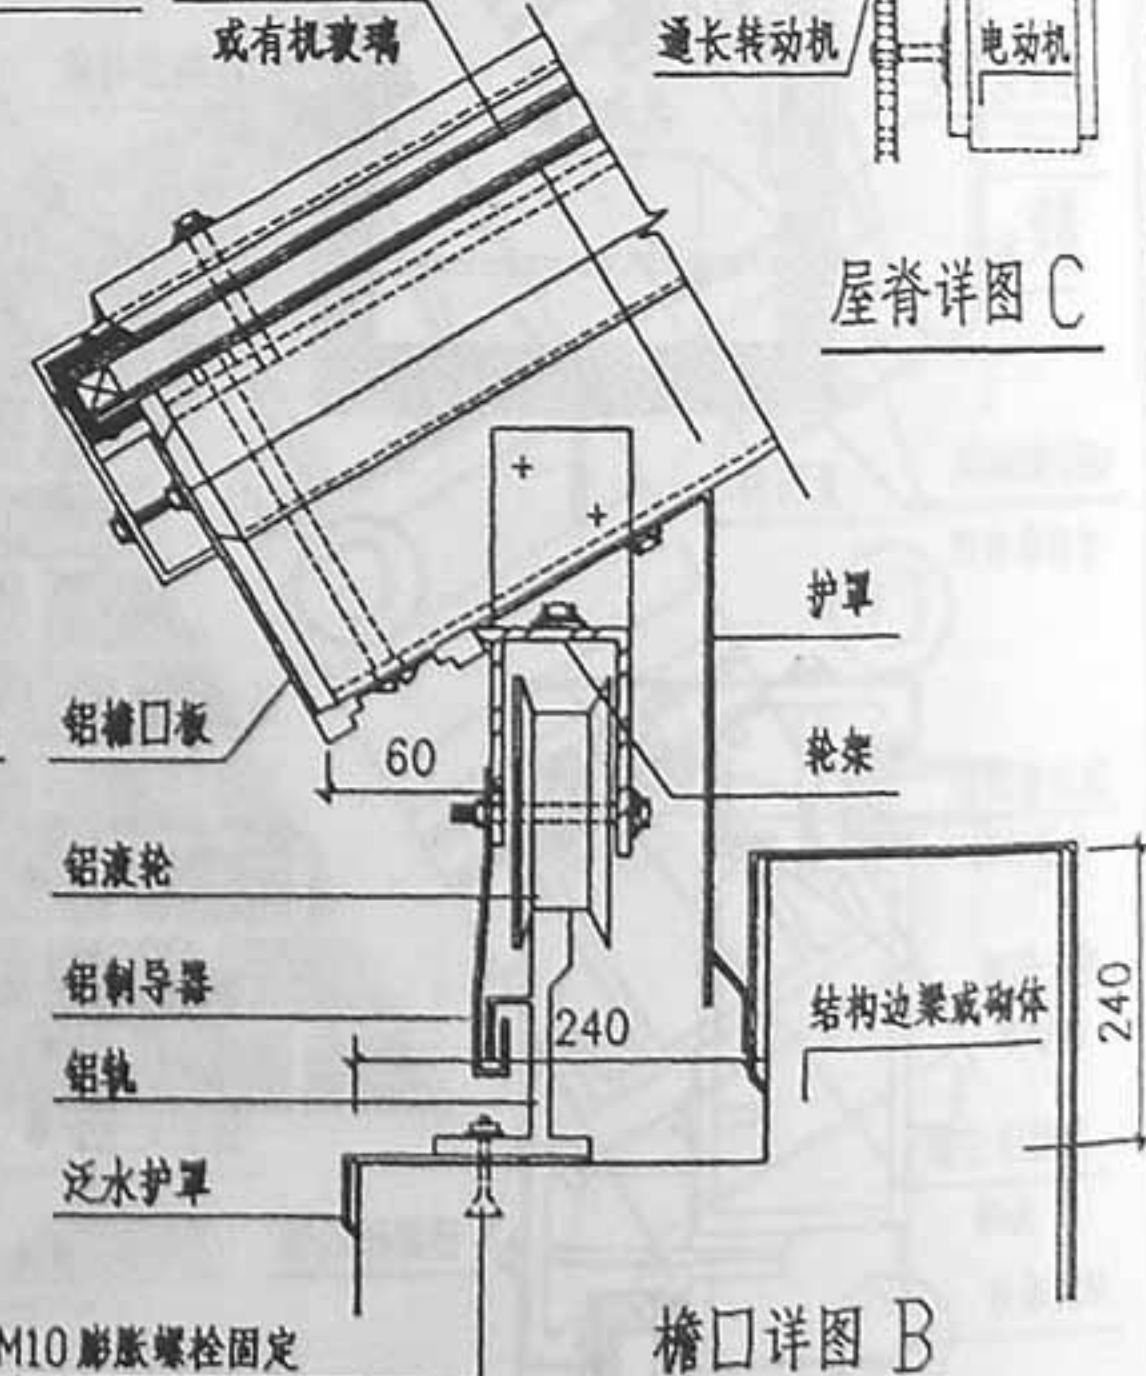 或有机玻璃
通长转动机
电动机
屋脊详图 C
护罩
铝檐口板
60
轮架
铝滚轮
铝制导器
240
结构边梁或砌体
240
铝轨
泛水护罩
M10膨胀螺栓固定
檐口详图 B